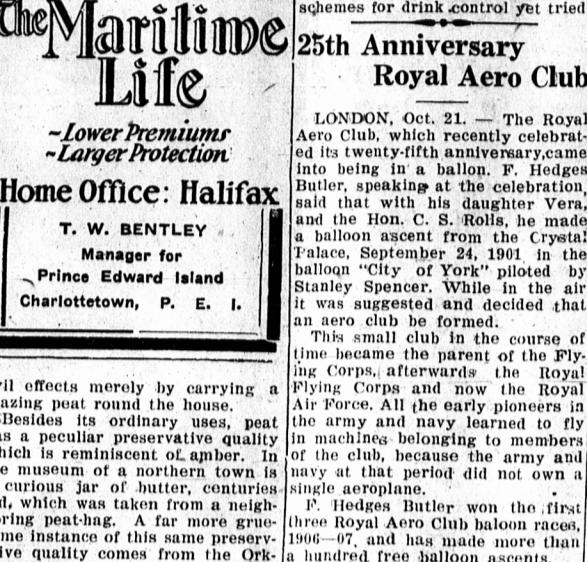 The Maritime
Life
~Lower Premiums
~Larger Protection
Home Office: Halifax
T. W. BENTLEY
Manager for
Prince Edward Island
Charlottetown, P. E. I.
effects merely by carrying a
peat round the house.
Besides its ordinary uses, peat
a peculiar preservative quality
which is reminiscent of amber. In
museum of a northern town is
curious jar of butter, centuries
which was taken from a neigh-
peat-hag. A far more grue-
instance of this same preserv-
quality comes from the Ork-
schemes for drink control yet tried
25th Anniversary
Royal Aero Club
LONDON, Oct. 21. — The Royal
Aero Club, which recently celebrat-
ed its twenty-fifth anniversary,came
into being in a ballon. F. Hedges
Butler, speaking at the celebration,
said that with his daughter Vera,
and the Hon. C. S. Rolls, he made
a balloon ascent from the Crystal
Palace, September 24, 1901 in the
balloon "City of York" piloted by
Stanley Spencer. While in the air
it was suggested and decided that
an aero club be formed.
This small club in the course of
time became the parent of the Fly-
ing Corps, afterwards the Royal
Flying Corps and now the Royal
Air Force. All the early pioneers in
the army and navy learned to fly
in machines belonging to members
of the club, because the army and
navy at that period did not own a
single aeroplane.
F. Hedges Butler won the first
three Royal Aero Club baloon races,
1906—07, and has made more than
a hundred free balloon ascents.